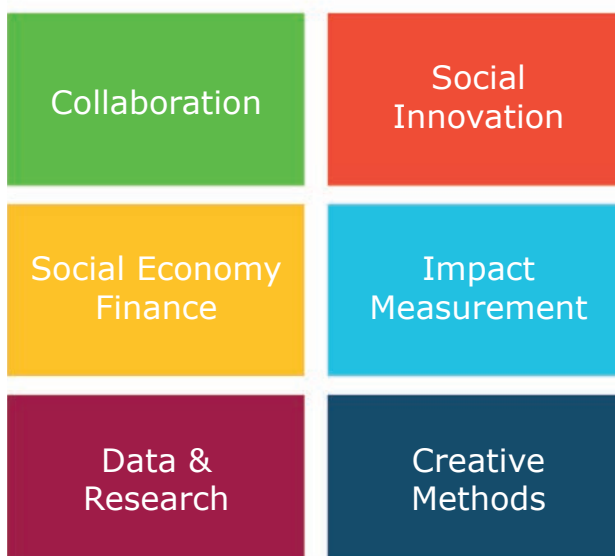 Collaboration
Social
Innovation
Social Economy
Finance
Impact
Measurement
Data &
Research
Creative
Methods